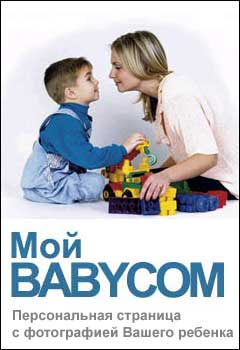 Мой
BABYCOM
Персональная страница
с фотографией Вашего ребенка